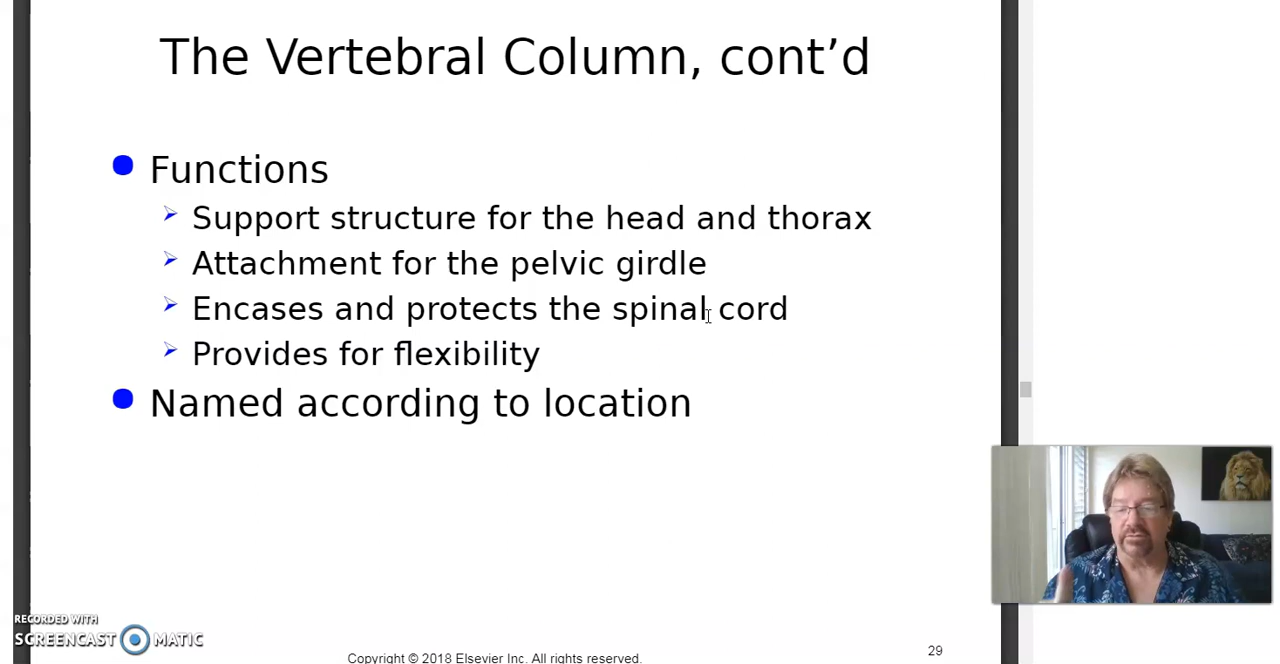 The Vertebral Column, cont’d
Functions
Support structure for the head and thorax
Attachment for the pelvic girdle
Encases and protects the spinal cord
Provides for flexibility
Named according to location
RECORDED WITH
SCREENCAST MATIC
Copyright © 2018 Elsevier Inc. All rights reserved.
29